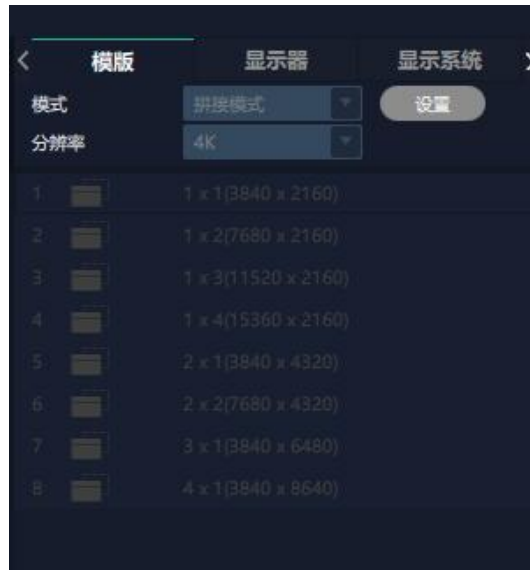 模版 显示器 显示系统
模式 拼接模式 设置
分辨率 4K
1 1 x 1(3840 x 2160)
2 1 x 2(7680 x 2160)
3 1 x 3(11520 x 2160)
4 1 x 4(15360 x 2160)
5 2 x 1(3840 x 4320)
6 2 x 2(7680 x 4320)
7 3 x 1(3840 x 6480)
8 4 x 1(3840 x 8640)